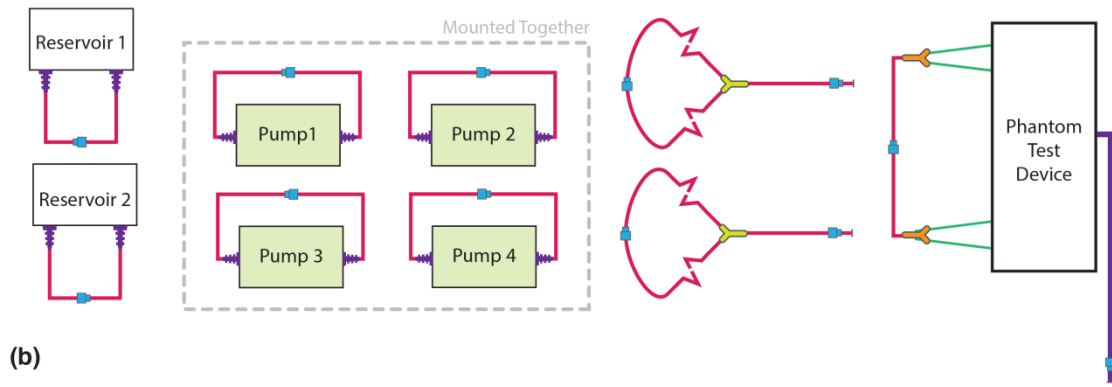 Reservoir 1
Mounted Together
Pump1
Pump 2
Phantom
Test
Device
Reservoir 2
Pump 3
Pump 4
(b)